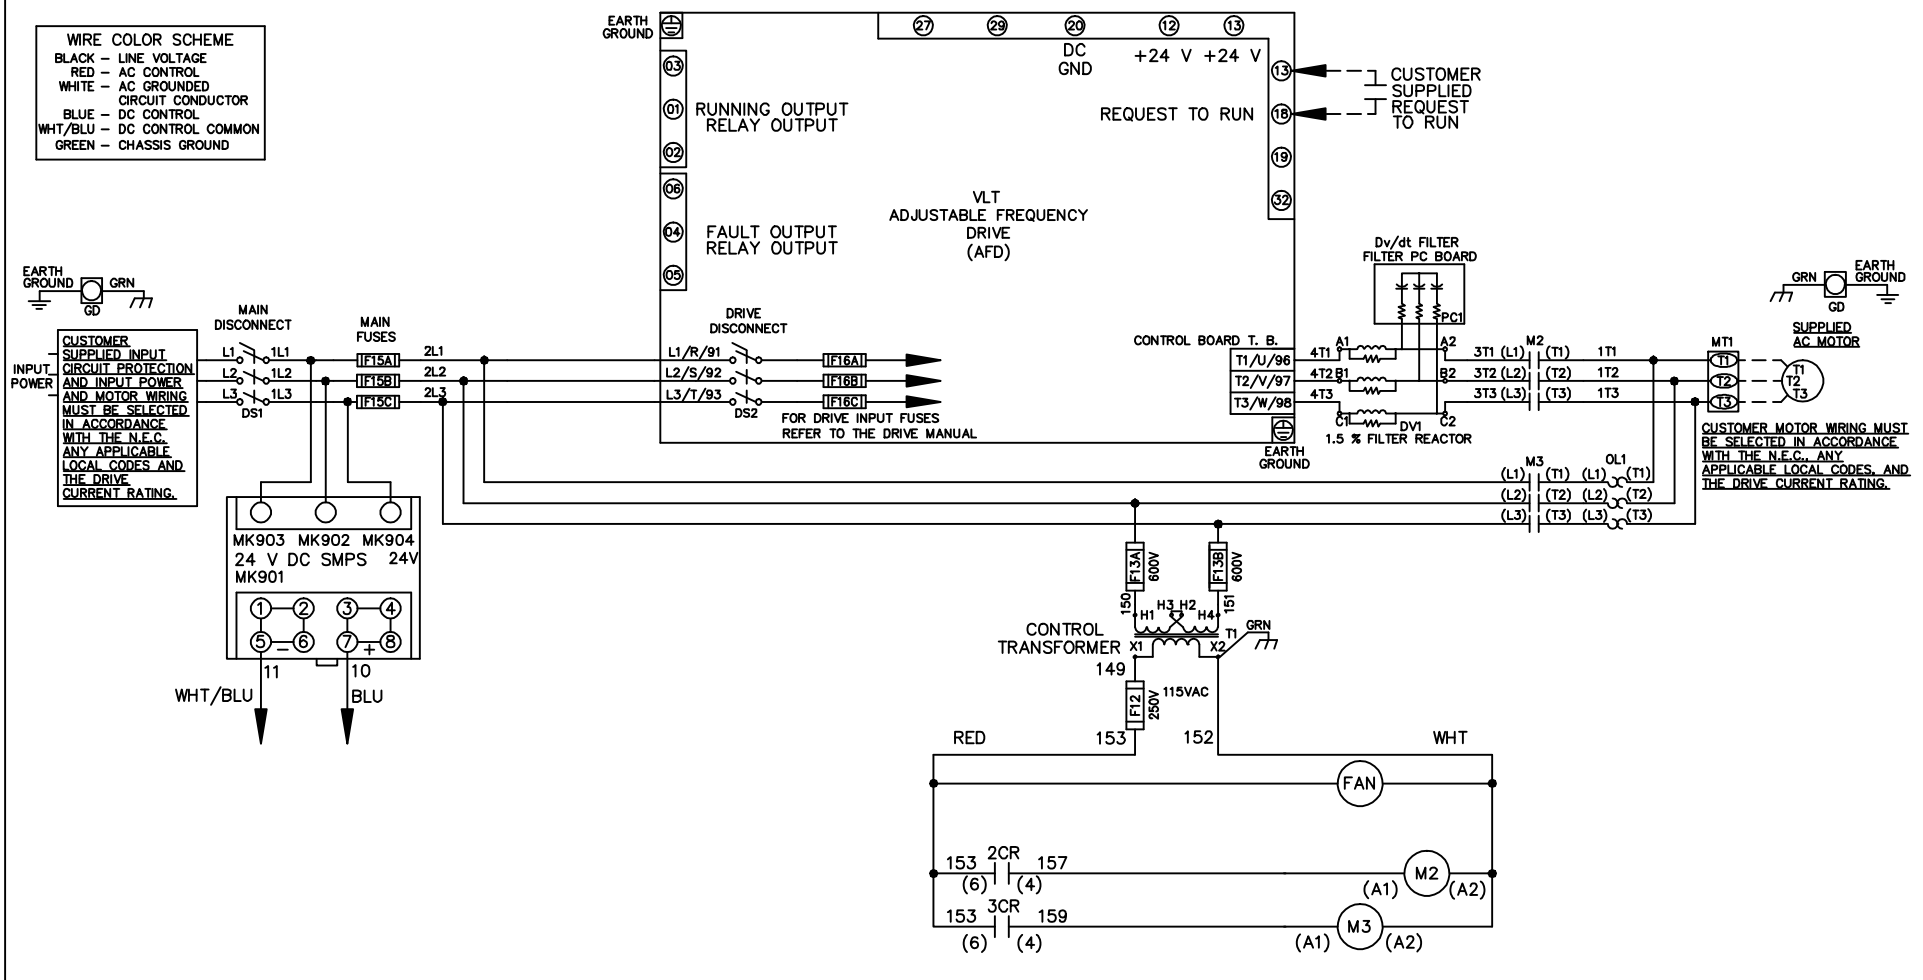 WIRE COLOR SCHEME
BLACK – LINE VOLTAGE
RED – AC CONTROL
WHITE – AC GROUNDED
CIRCUIT CONDUCTOR
BLUE – DC CONTROL
WHT/BLU – DC CONTROL COMMON
GREEN – CHASSIS GROUND
EARTH
GROUND
27 29 20 12 13
DC
GND
+24 V +24 V
03
01
02
RUNNING OUTPUT
RELAY OUTPUT
06
04
05
FAULT OUTPUT
RELAY OUTPUT
VLT
ADJUSTABLE FREQUENCY
DRIVE
(AFD)
REQUEST TO RUN
13
18
19
32
CUSTOMER
SUPPLIED
REQUEST
TO RUN
EARTH
GROUND
GRN
GD
INPUT
POWER
CUSTOMER
SUPPLIED INPUT
CIRCUIT PROTECTION
AND INPUT POWER
AND MOTOR WIRING
MUST BE SELECTED
IN ACCORDANCE
WITH THE N.E.C.
ANY APPLICABLE
LOCAL CODES AND
THE DRIVE
CURRENT RATING.
MAIN
DISCONNECT
L1 1L1
L2 1L2
L3 1L3
DS1
MAIN
FUSES
F15A
F15B
F15C
2L1
2L2
2L3
L1/R/91
L2/S/92
L3/T/93
DRIVE
DISCONNECT
DS2
F16A
F16B
F16C
FOR DRIVE INPUT FUSES
REFER TO THE DRIVE MANUAL
CONTROL BOARD T. B.
T1/U/96
T2/V/97
T3/W/98
EARTH
GROUND
Dv/dt FILTER
FILTER PC BOARD
PC1
4T1 A1 A2
4T2 B1 B2
4T3
C1 C2
DV1
1.5 % FILTER REACTOR
M2
3T1 (L1) (T1) 1T1
3T2 (L2) (T2) 1T2
3T3 (L3) (T3) 1T3
M3 OL1
(L1) (T1) (L1) (T1)
(L2) (T2) (L2) (T2)
(L3) (T3) (L3) (T3)
GRN
GD
EARTH
GROUND
SUPPLIED
AC MOTOR
MT1
T1
T2
T3
T1
T2
T3
CUSTOMER MOTOR WIRING MUST
BE SELECTED IN ACCORDANCE
WITH THE N.E.C., ANY
APPLICABLE LOCAL CODES, AND
THE DRIVE CURRENT RATING.
MK903 MK902 MK904
24 V DC SMPS 24V
MK901
1 2 3 4
5 – 6 7 + 8
11 10
WHT/BLU BLU
F13A
600V
F13B
600V
150 151
H1 H3 H2 H4
CONTROL
TRANSFORMER
T1
X1 X2
GRN
149
F12
250V
115VAC
RED 153 152 WHT
FAN
153 2CR 157
(6) (4)
(A1) M2 (A2)
153 3CR 159
(6) (4)
(A1) M3 (A2)